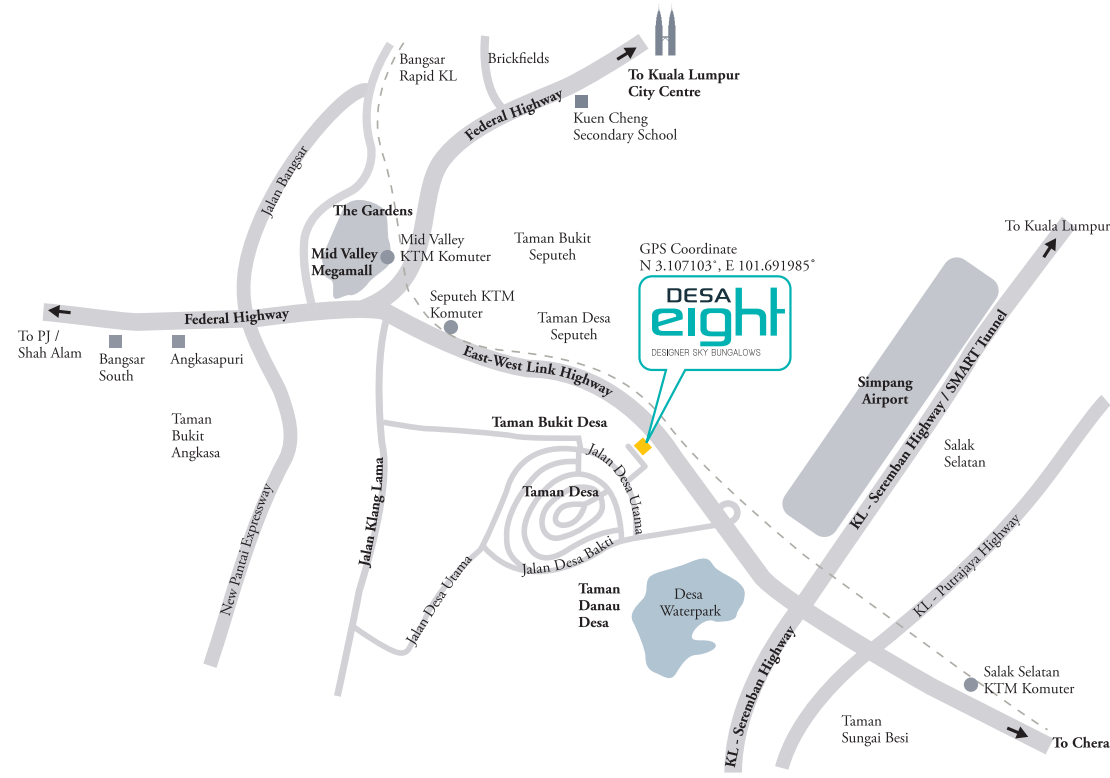 Bangsar
Rapid KL
Brickfields
To Kuala Lumpur
City Centre
Federal Highway
Kuen Cheng
Secondary School
Jalan Bangsar
The Gardens
Mid Valley
Megamall
Mid Valley
KTM Komuter
Taman Bukit
Seputeh
GPS Coordinate
N 3.107103˚, E 101.691985˚
To Kuala Lumpur
DESA
eight
DESIGNER SKY BUNGALOWS
Seputeh KTM
Komuter
Taman Desa
Seputeh
Federal Highway
To PJ /
Shah Alam
Bangsar
South
Angkasapuri
East-West Link Highway
Simpang
Airport
KL - Seremban Highway / SMART Tunnel
Taman
Bukit
Angkasa
Taman Bukit Desa
Salak
Selatan
Jalan Desa Utama
Taman Desa
New Pantai Expressway
Jalan Klang Lama
Jalan Desa Bakti
Jalan Desa Utama
KL - Putrajaya Highway
Taman
Danau
Desa
Desa
Waterpark
KL - Seremban Highway
Salak Selatan
KTM Komuter
Taman
Sungai Besi
To Chera